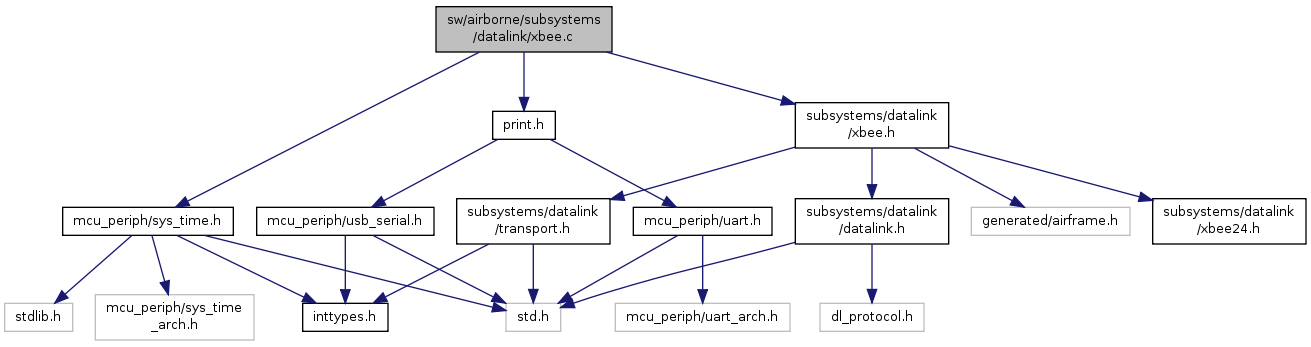 sw/airborne/subsystems
/datalink/xbee.c
print.h
subsystems/datalink
/xbee.h
mcu_periph/sys_time.h
mcu_periph/usb_serial.h
subsystems/datalink
/transport.h
mcu_periph/uart.h
subsystems/datalink
/datalink.h
generated/airframe.h
subsystems/datalink
/xbee24.h
stdlib.h
mcu_periph/sys_time
_arch.h
inttypes.h
std.h
mcu_periph/uart_arch.h
dl_protocol.h